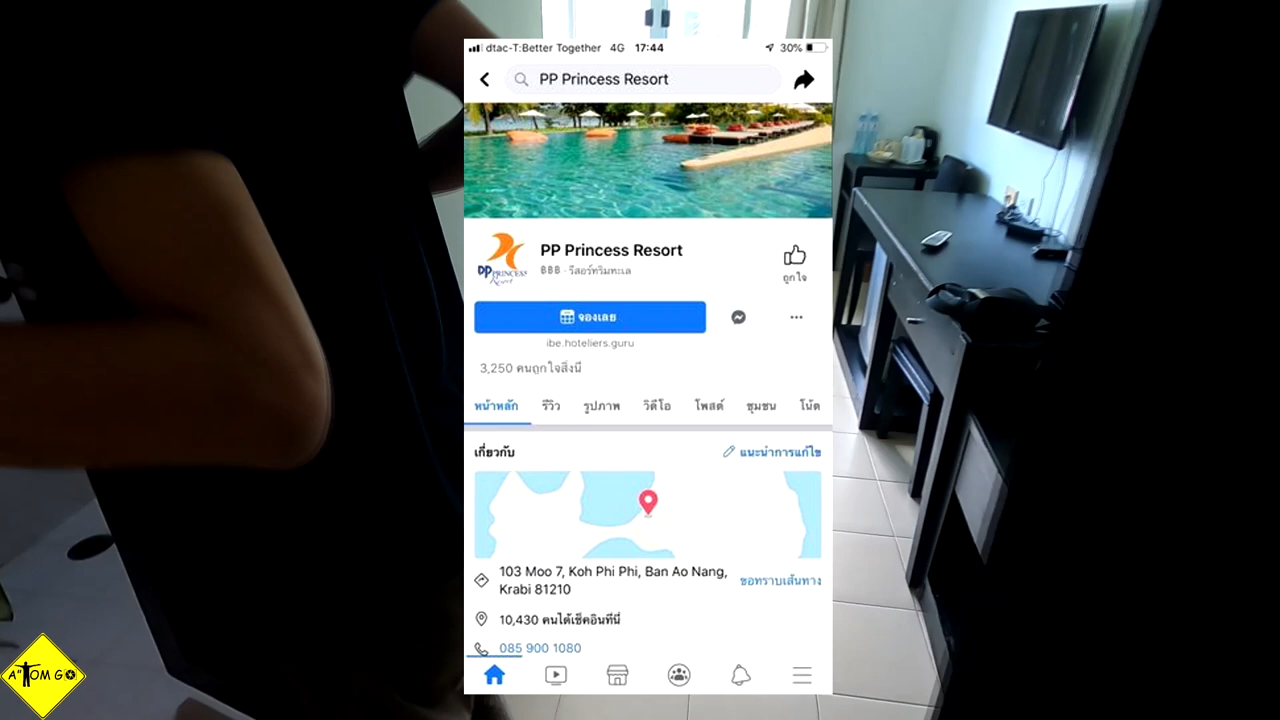 dtac-T:Better Together 4G 17:44 30%
PP Princess Resort
PP Princess Resort
฿฿฿ · รีสอร์ทริมทะเล
ถูกใจ
PP PRINCESS
Resort
จองเลย
ibe.hoteliers.guru
3,250 คนถูกใจสิ่งนี้
หน้าหลัก รีวิว รูปภาพ วิดีโอ โพสต์ ชุมชน โน้ต
เกี่ยวกับ แนะนำการแก้ไข
103 Moo 7, Koh Phi Phi, Ban Ao Nang,
Krabi 81210
ขอทราบเส้นทาง
10,430 คนได้เช็คอินที่นี่
085 900 1080
A"TOM GO